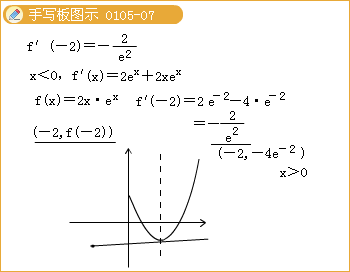 手写板图示 0105-07
f′(-2)=-2/e²
x<0, f′(x)=2eˣ+2xeˣ
f(x)=2x·eˣ f′(-2)=2e⁻²-4·e⁻²
=-2/e²
(-2,f(-2))
(-2,-4e⁻²)
x>0